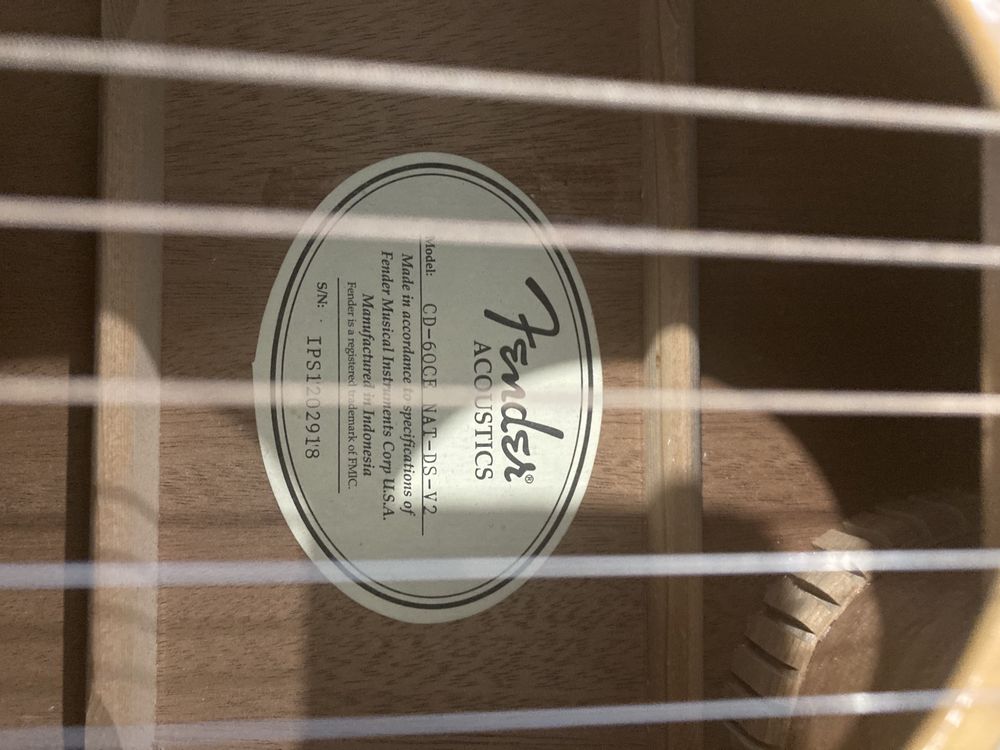 Fender®
ACOUSTICS
Model: CD-60CE NAT-DS-V2
Made in accordance to specifications of
Fender Musical Instruments Corp U.S.A.
Manufactured in Indonesia
Fender is a registered trademark of FMIC.
S/N: IPS1202918